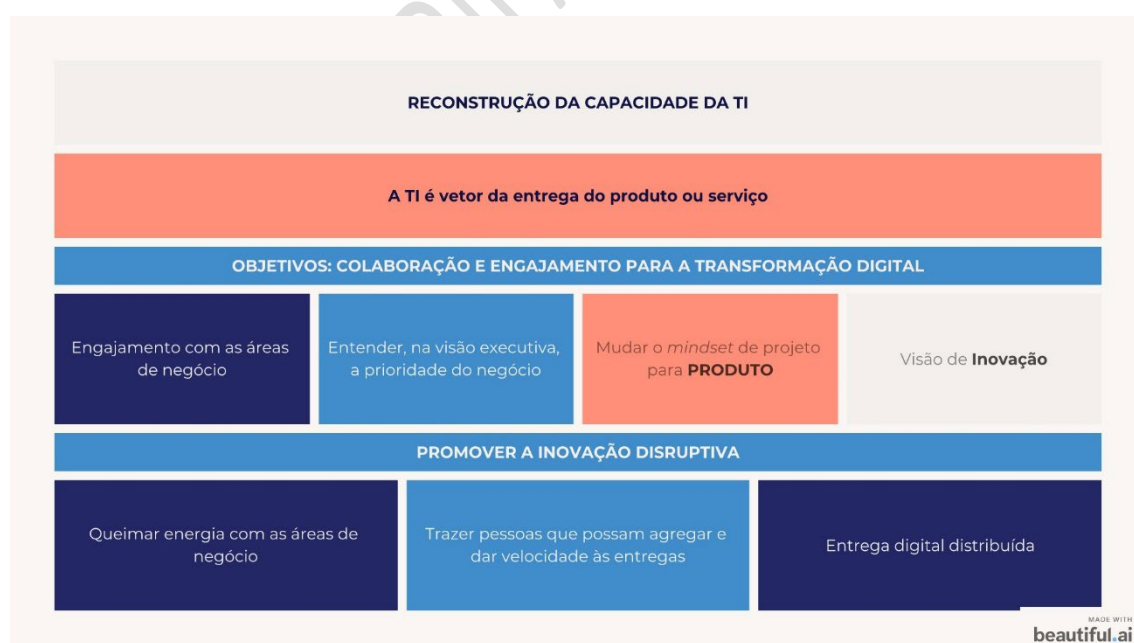 RECONSTRUÇÃO DA CAPACIDADE DA TI
A TI é vetor da entrega do produto ou serviço
OBJETIVOS: COLABORAÇÃO E ENGAJAMENTO PARA A TRANSFORMAÇÃO DIGITAL
Engajamento com as áreas
de negócio
Entender, na visão executiva,
a prioridade do negócio
Mudar o mindset de projeto
para PRODUTO
Visão de Inovação
PROMOVER A INOVAÇÃO DISRUPTIVA
Queimar energia com as áreas de
negócio
Trazer pessoas que possam agregar e
dar velocidade às entregas
Entrega digital distribuída
MADE WITH
beautiful.ai